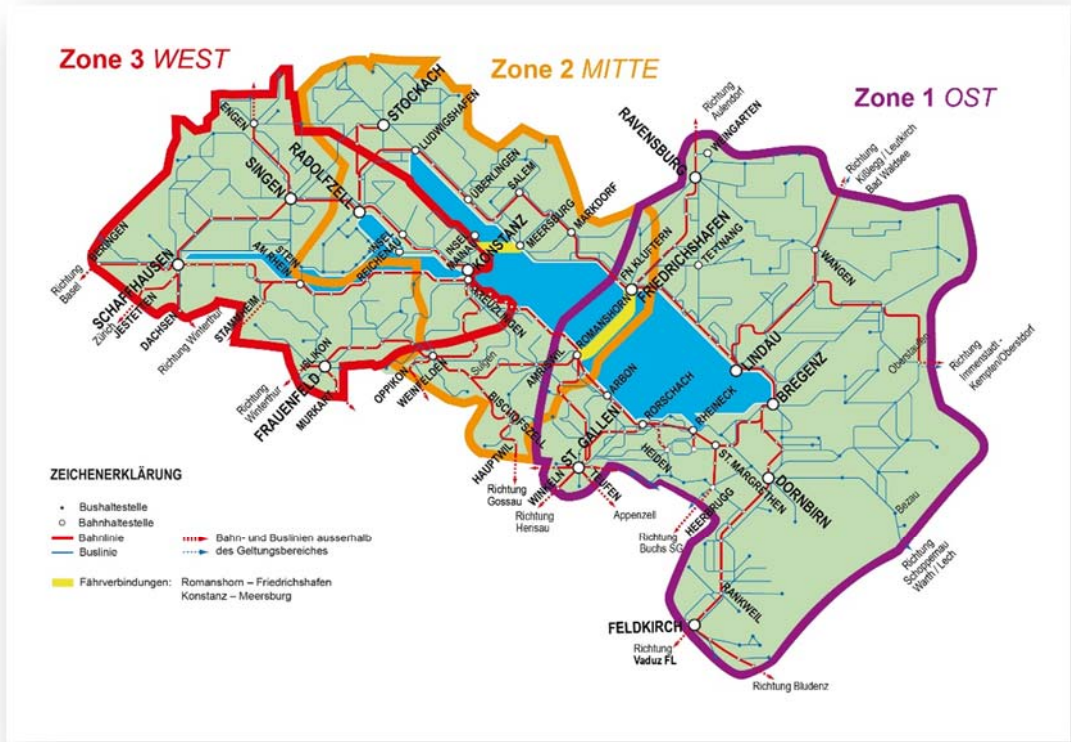 Zone 3 WEST
Zone 2 MITTE
Zone 1 OST
ENGEN
STOCKACH
LUDWIGSHAFEN
SINGEN
RADOLFZELL
ÜBERLINGEN
SALEM
MEERSBURG
MARKDORF
RAVENSBURG
WEINGARTEN
Richtung
Aulendorf
Richtung
Kißlegg / Leutkirch
Bad Waldsee
BERINGEN
Richtung
Basel
SCHAFFHAUSEN
JESTETTEN
Zürich
DACHSEN
Richtung Winterthur
STEIN
AM RHEIN
STAMMHEIM
INSEL
REICHENAU
INSEL
MAINAU
KONSTANZ
KREUZLINGEN
FN KLUFTERN
FRIEDRICHSHAFEN
TETTNANG
WANGEN
ROMANSHORN
Richtung
Winterthur
ISLIKON
FRAUENFELD
MURKART
OPPIKON
WEINFELDEN
Sulgen
AMRISWIL
ARBON
LINDAU
BREGENZ
Oberstaufen
Richtung
Immenstadt -
Kempten/Oberstdorf
BISCHOFSZELL
HAUPTWIL
Richtung
Gossau
ST. GALLEN
WINKELN
Richtung
Herisau
TEUFEN
Appenzell
RORSCHACH
RHEINECK
HEIDEN
ST. MARGRETHEN
HEERBRUGG
Richtung
Buchs SG
DORNBIRN
Bezau
Richtung
Schoppernau
Warth / Lech
RANKWEIL
FELDKIRCH
Richtung
Vaduz FL
Richtung Bludenz
ZEICHENERKLÄRUNG
Bushaltestelle
Bahnhaltestelle
Bahnlinie
Buslinie
Bahn- und Buslinien ausserhalb
des Geltungsbereiches
Fährverbindungen: Romanshorn – Friedrichshafen
Konstanz – Meersburg